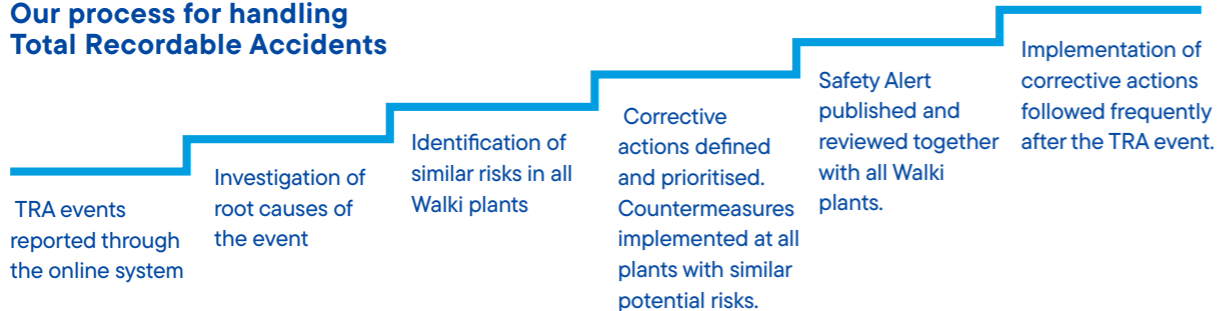 Our process for handling
Total Recordable Accidents
TRA events
reported through
the online system
Investigation of
root causes of
the event
Identification of
similar risks in all
Walki plants
Corrective
actions defined
and prioritised.
Countermeasures
implemented at all
plants with similar
potential risks.
Safety Alert
published and
reviewed together
with all Walki
plants.
Implementation of
corrective actions
followed frequently
after the TRA event.